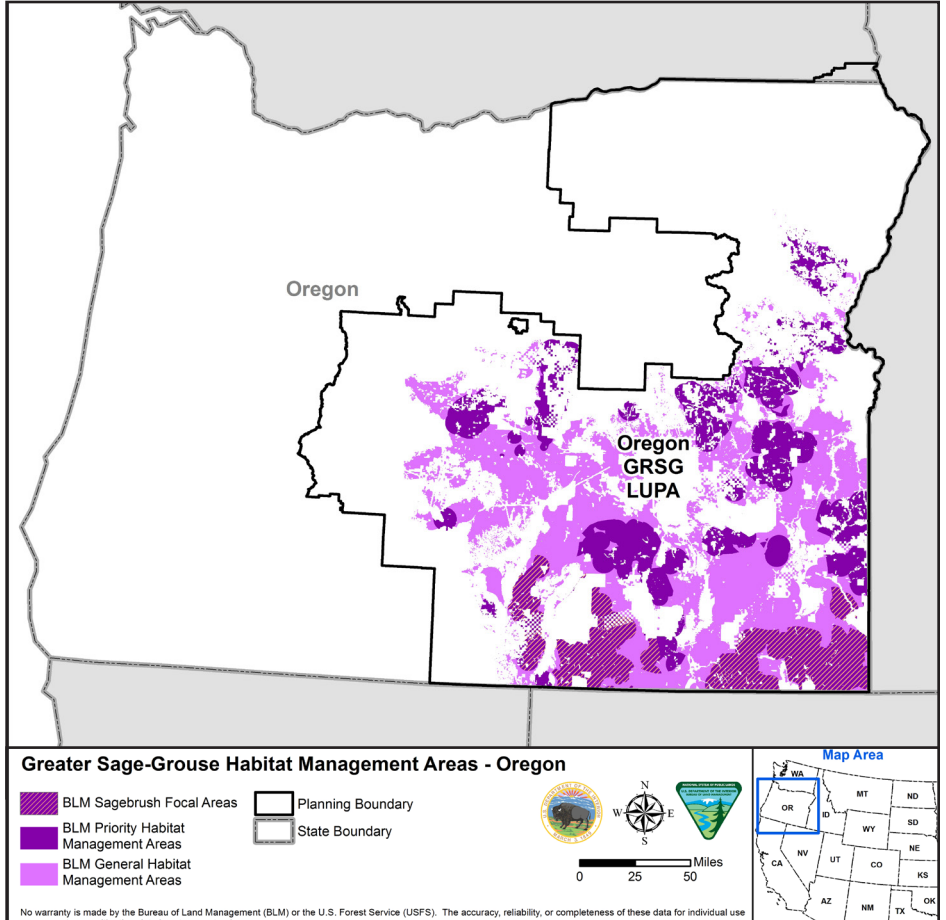 Oregon
Oregon
GRSG
LUPA
Greater Sage-Grouse Habitat Management Areas - Oregon
BLM Sagebrush Focal Areas
BLM Priority Habitat
Management Areas
BLM General Habitat
Management Areas
Planning Boundary
State Boundary
N
W
E
S
Miles
0 25 50
Map Area
WA
MT
ND
OR
ID
SD
WY
NE
NV
UT
CO
CA
KS
AZ
NM
OK
TX
No warranty is made by the Bureau of Land Management (BLM) or the U.S. Forest Service (USFS). The accuracy, reliability, or completeness of these data for individual use